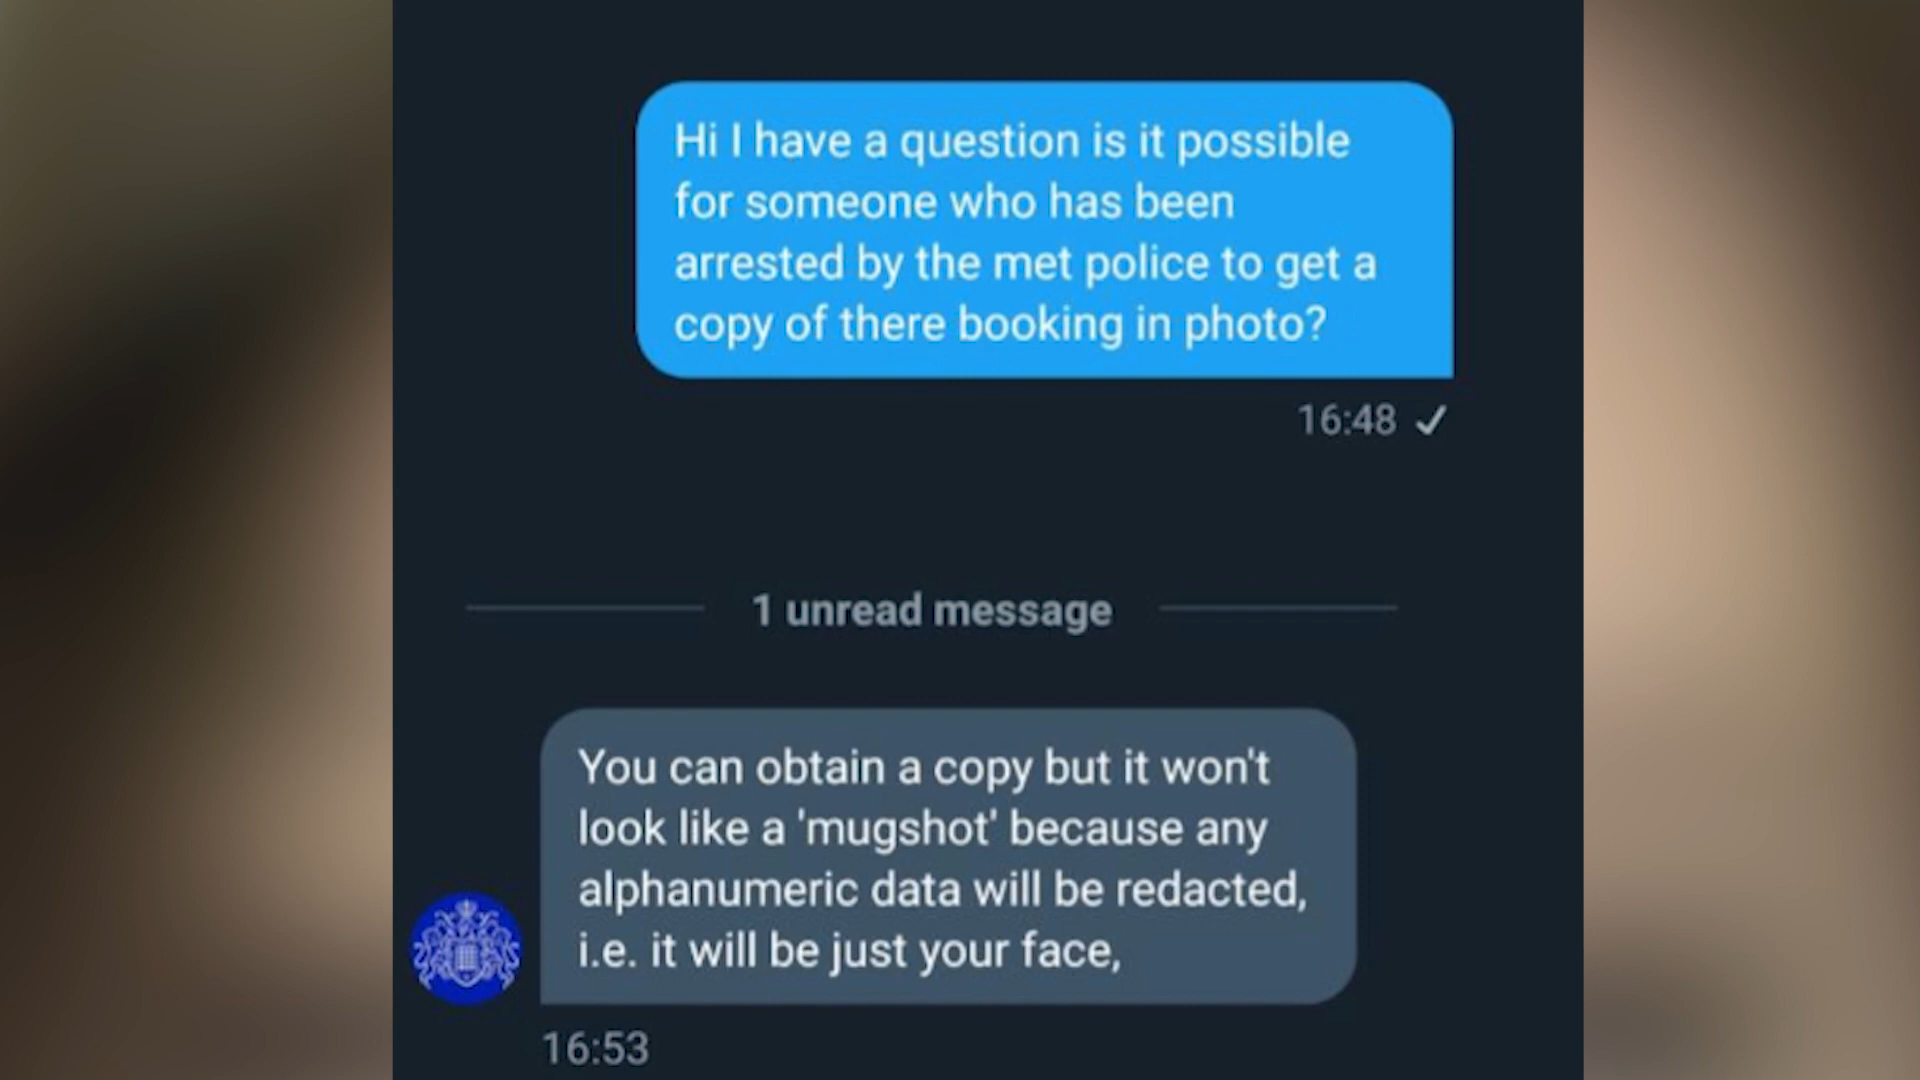 Hi I have a question is it possible
for someone who has been
arrested by the met police to get a
copy of there booking in photo?
16:48
1 unread message
You can obtain a copy but it won't
look like a 'mugshot' because any
alphanumeric data will be redacted,
i.e. it will be just your face,
16:53